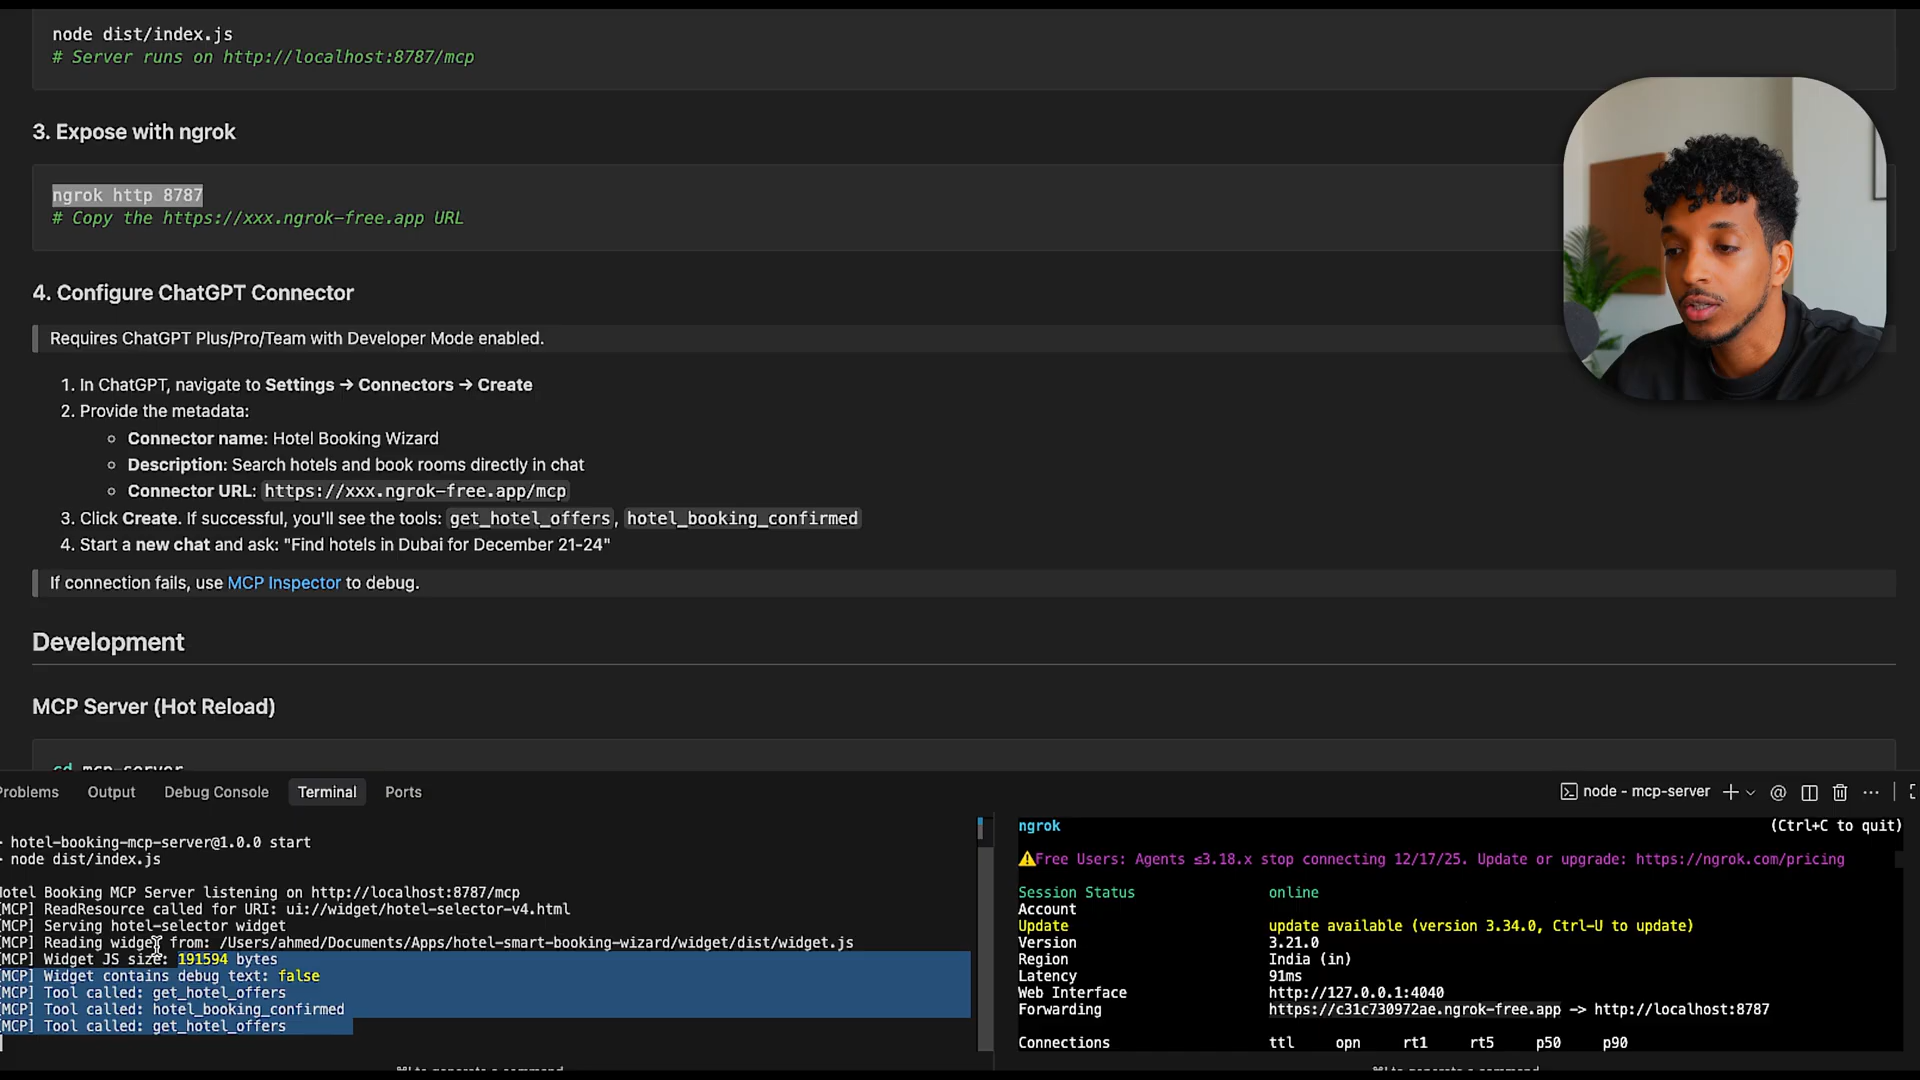 node dist/index.js
# Server runs on http://localhost:8787/mcp
3. Expose with ngrok
ngrok http 8787
# Copy the https://xxx.ngrok-free.app URL
4. Configure ChatGPT Connector
Requires ChatGPT Plus/Pro/Team with Developer Mode enabled.
1. In ChatGPT, navigate to Settings → Connectors → Create
2. Provide the metadata:
Connector name: Hotel Booking Wizard
Description: Search hotels and book rooms directly in chat
Connector URL: https://xxx.ngrok-free.app/mcp
3. Click Create. If successful, you'll see the tools: get_hotel_offers, hotel_booking_confirmed
4. Start a new chat and ask: "Find hotels in Dubai for December 21-24"
If connection fails, use MCP Inspector to debug.
Development
MCP Server (Hot Reload)
cd mcp-server
Problems Output Debug Console Terminal Ports
node - mcp-server
hotel-booking-mcp-server@1.0.0 start
node dist/index.js
Hotel Booking MCP Server listening on http://localhost:8787/mcp
[MCP] ReadResource called for URI: ui://widget/hotel-selector-v4.html
[MCP] Serving hotel-selector widget
[MCP] Reading widget from: /Users/ahmed/Documents/Apps/hotel-smart-booking-wizard/widget/dist/widget.js
[MCP] Widget JS size: 191594 bytes
[MCP] Widget contains debug text: false
[MCP] Tool called: get_hotel_offers
[MCP] Tool called: hotel_booking_confirmed
[MCP] Tool called: get_hotel_offers
ngrok (Ctrl+C to quit)
⚠️Free Users: Agents ≤3.18.x stop connecting 12/17/25. Update or upgrade: https://ngrok.com/pricing
Session Status online
Account
Update update available (version 3.34.0, Ctrl-U to update)
Version 3.21.0
Region India (in)
Latency 91ms
Web Interface http://127.0.0.1:4040
Forwarding https://c31c730972ae.ngrok-free.app -> http://localhost:8787
Connections ttl opn rt1 rt5 p50 p90